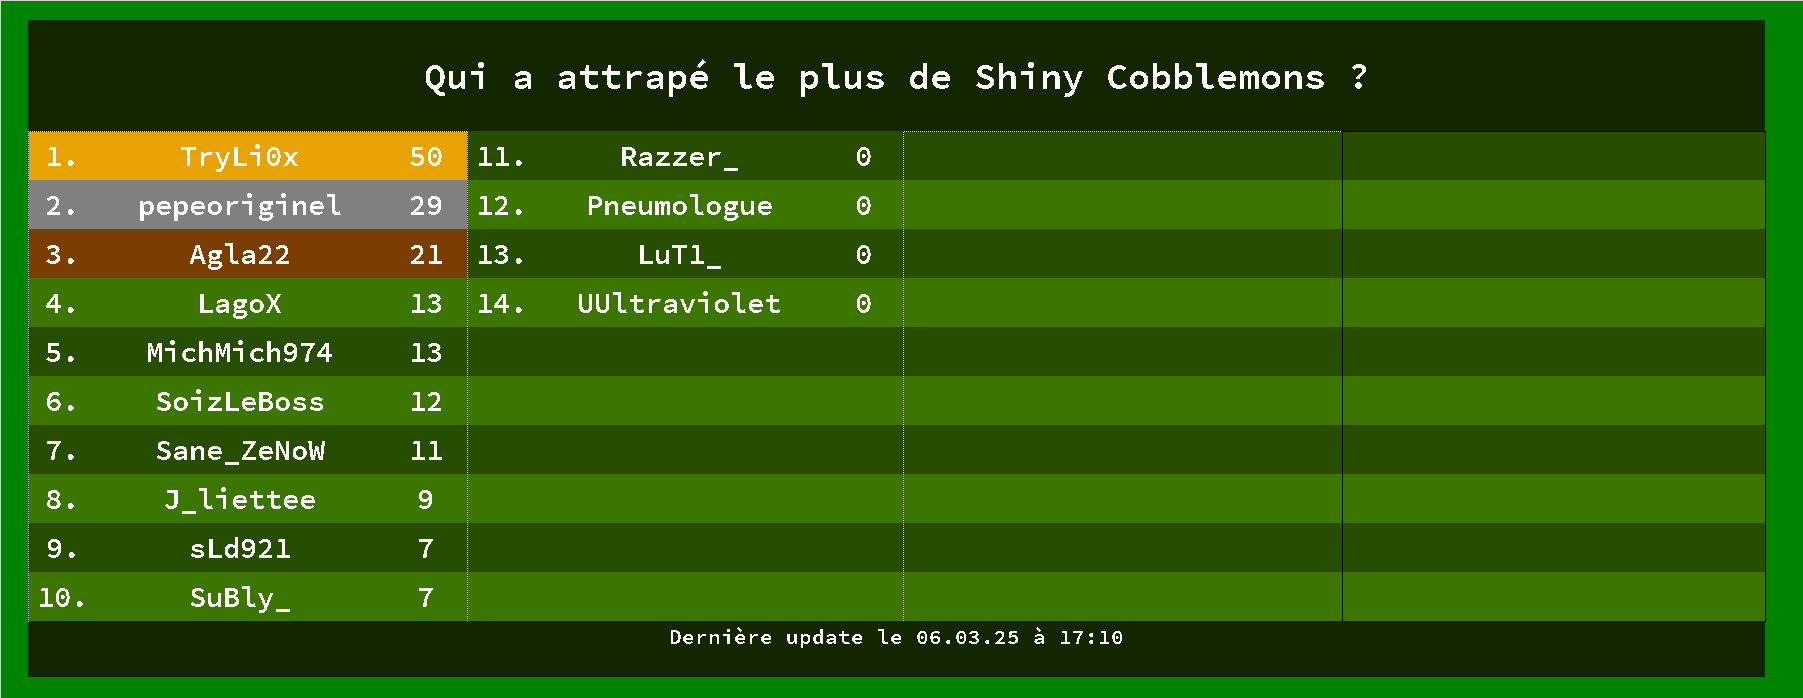 Qui a attrapé le plus de Shiny Cobblemons ?
1. TryLi0x 50
2. pepeoriginel 29
3. Agla22 21
4. LagoX 13
5. MichMich974 13
6. SoizLeBoss 12
7. Sane_ZeNoW 11
8. J_liettee 9
9. sLd921 7
10. SuBly_ 7
11. Razzer_ 0
12. Pneumologue 0
13. LuT1_ 0
14. UUltraviolet 0
Dernière update le 06.03.25 à 17:10